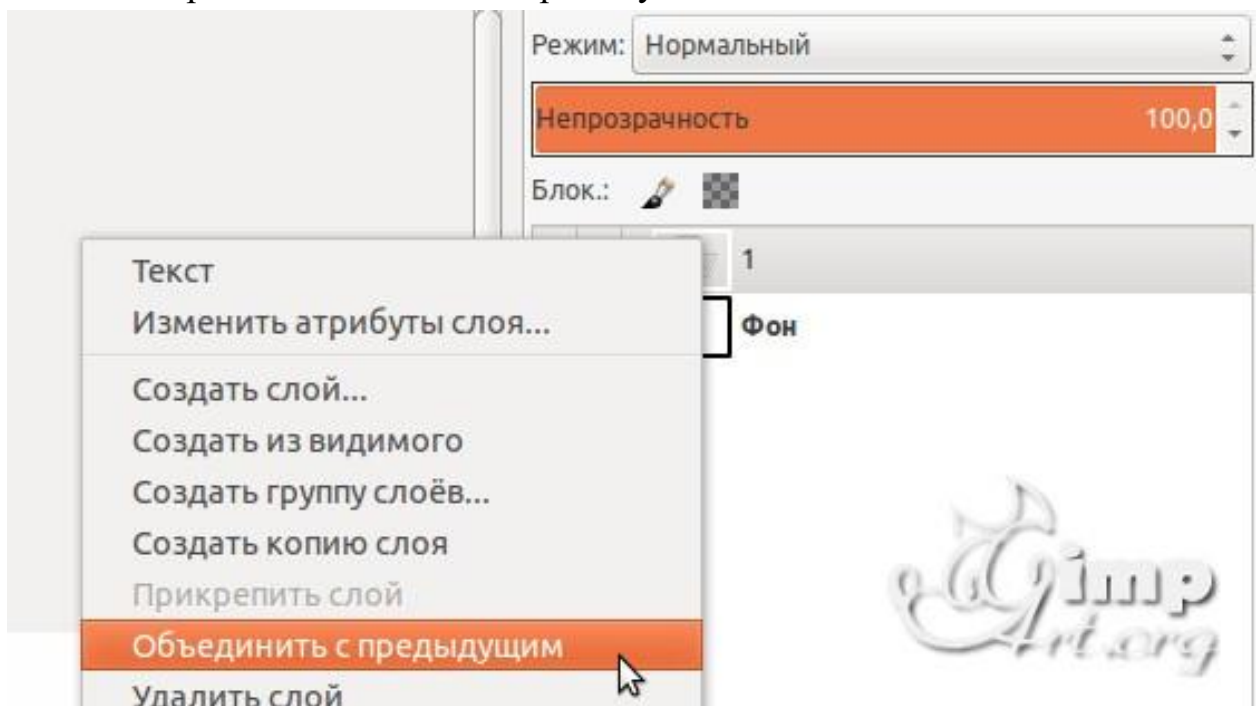 Режим: Нормальный
Непрозрачность 100,0
Блок.:
1
Фон
Текст
Изменить атрибуты слоя...
Создать слой...
Создать из видимого
Создать группу слоёв...
Создать копию слоя
Прикрепить слой
Объединить с предыдущим
Удалить слой
Gimp
Art.org